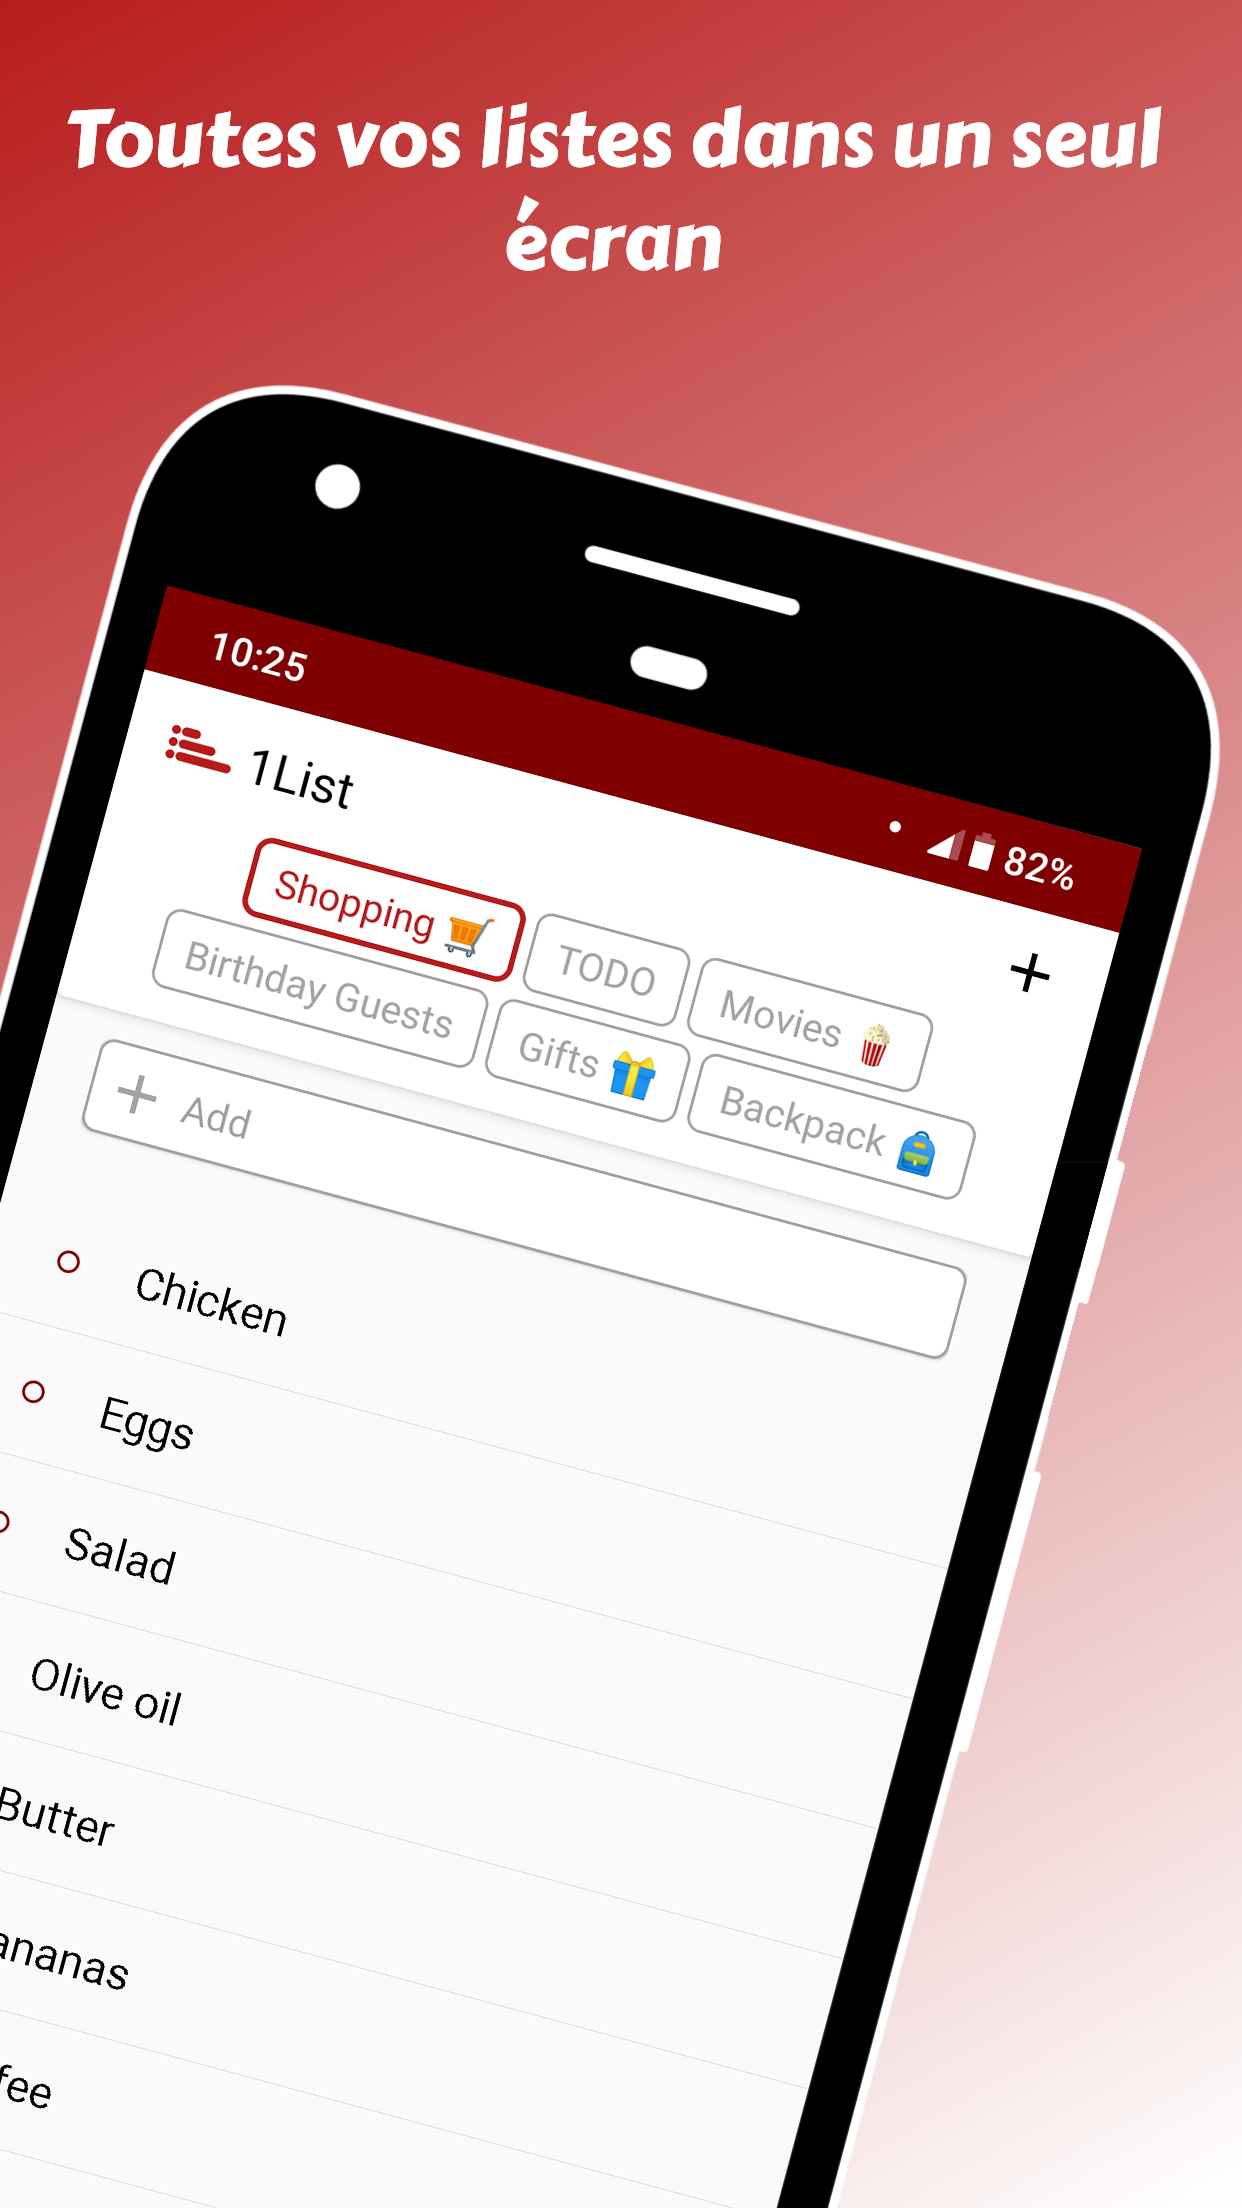 Toutes vos listes dans un seul
écran
10:25
82%
1List
Shopping
TODO
Movies
Birthday Guests
Gifts
Backpack
Add
Chicken
Eggs
Salad
Olive oil
Butter
ananas
fee